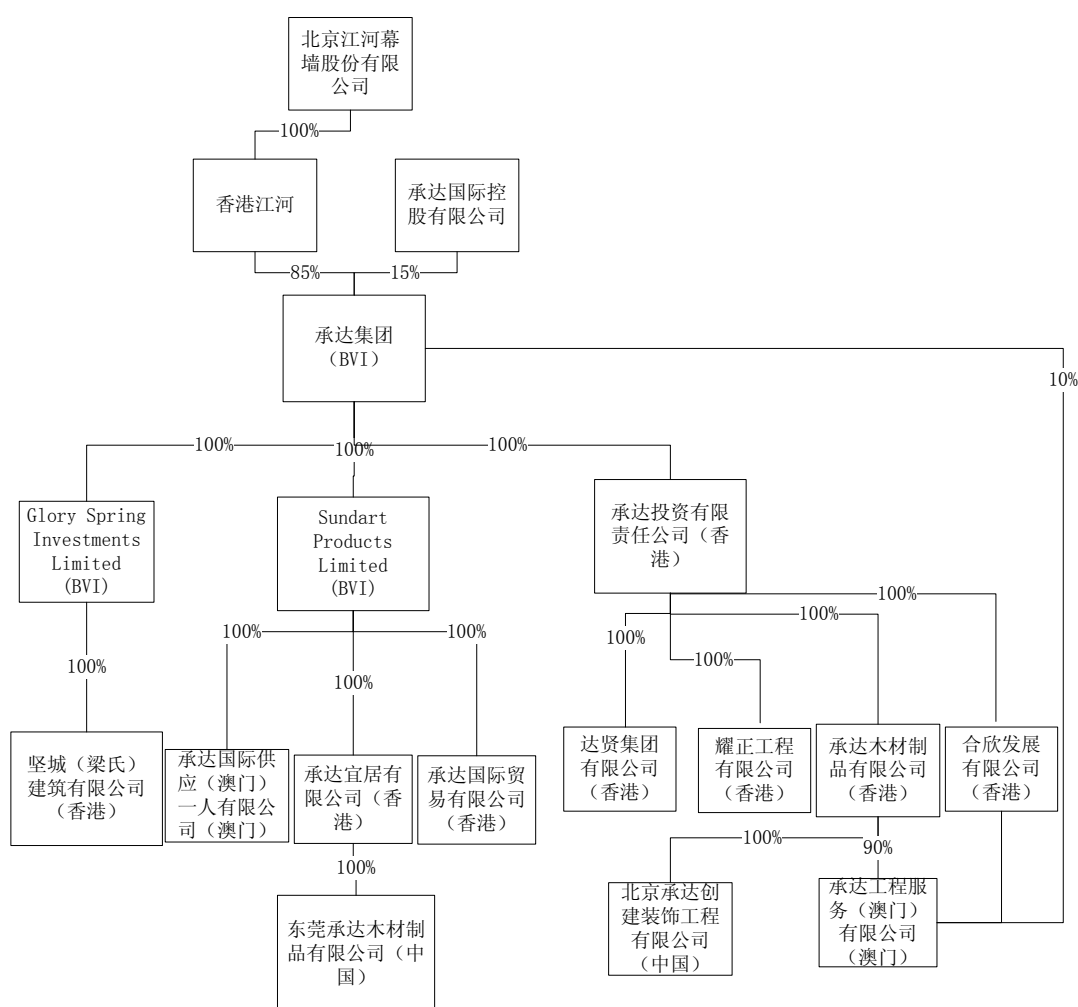 北京江河幕
墙股份有限
公司
100%
香港江河
承达国际控
股有限公司
85%
15%
承达集团
（BVI）
10%
100%
100%
100%
Glory Spring
Investments
Limited
(BVI)
Sundart
Products
Limited
(BVI)
承达投资有限
责任公司（香
港）
100%
100%
100%
100%
100%
100%
100%
100%
坚城（梁氏）
建筑有限公司
（香港）
承达国际供
应（澳门）
一人有限公
司（澳门）
承达宜居有
限公司（香
港）
承达国际贸
易有限公司
（香港）
达贤集团
有限公司
（香港）
耀正工程
有限公司
（香港）
承达木材制
品有限公司
（香港）
合欣发展
有限公司
（香港）
100%
100%
90%
东莞承达木材制
品有限公司（中
国）
北京承达创
建装饰工程
有限公司
（中国）
承达工程服
务（澳门）
有限公司
（澳门）